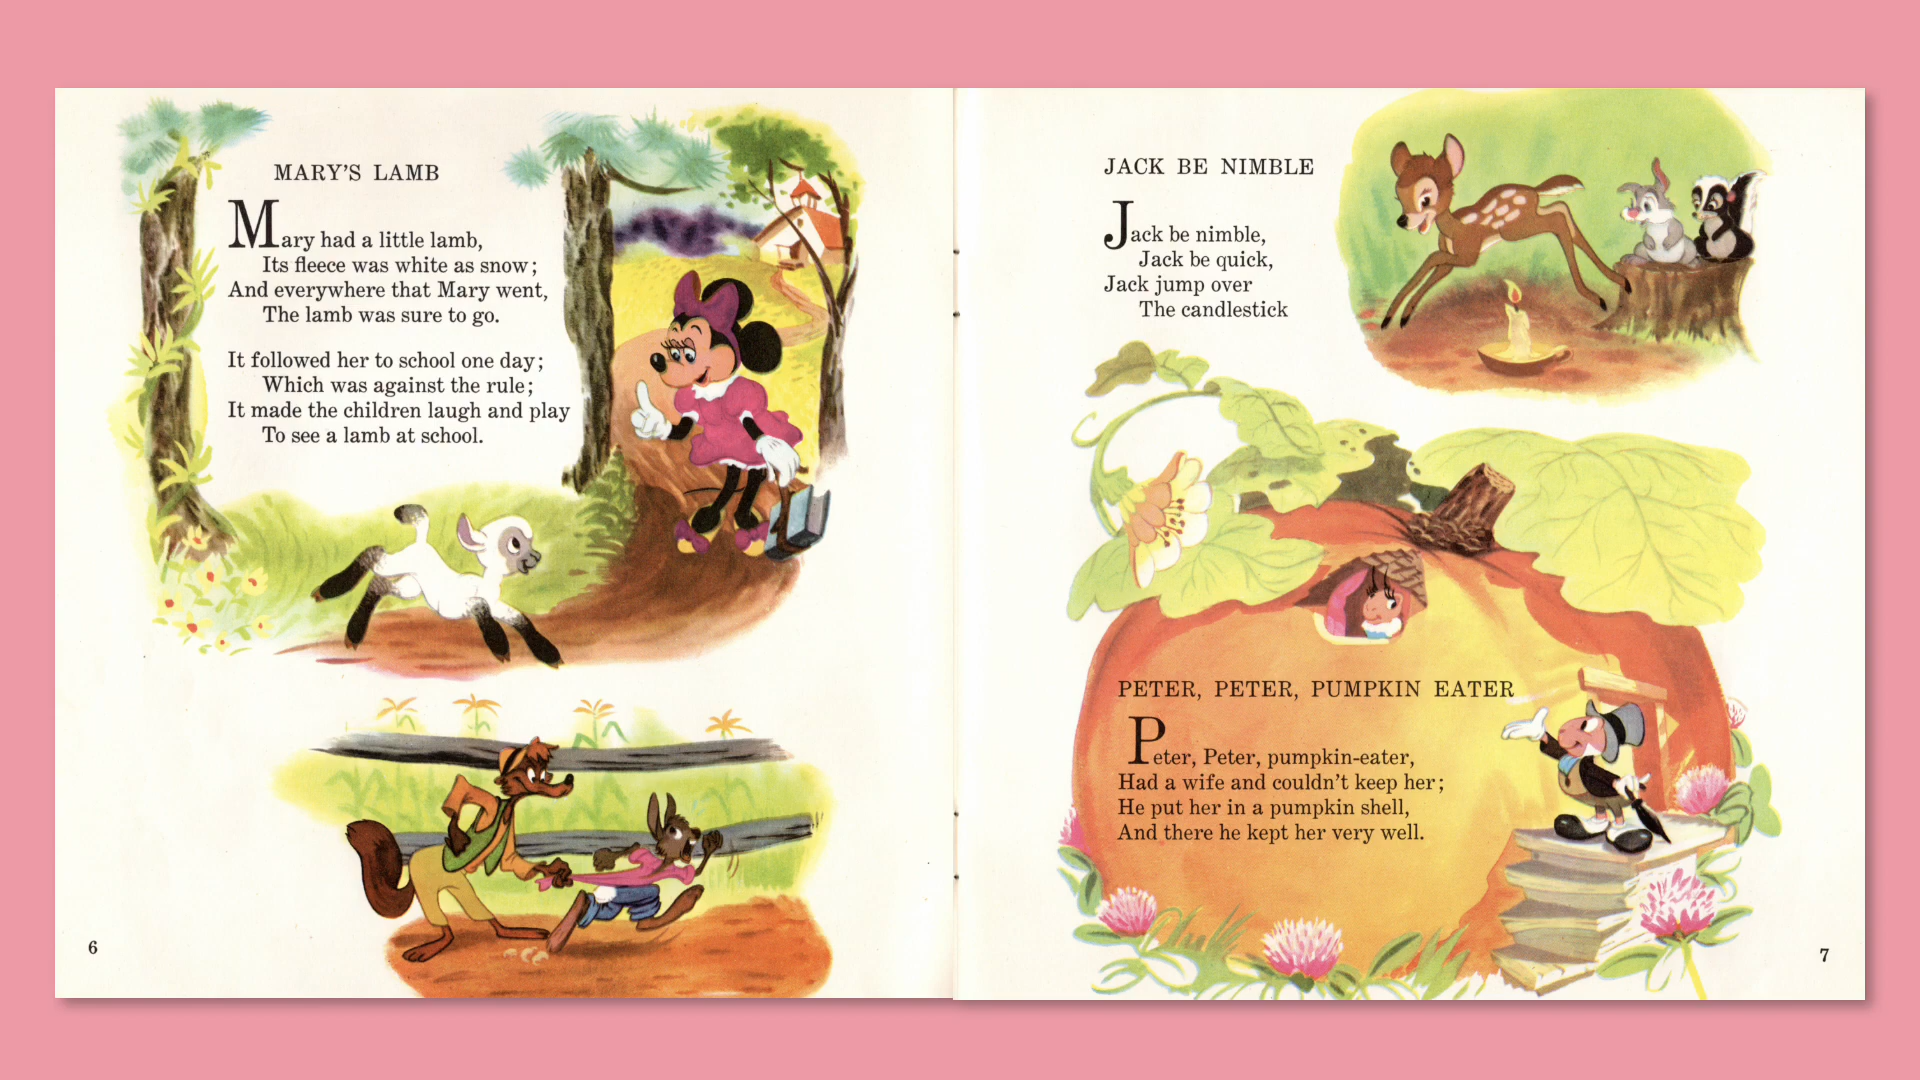 MARY'S LAMB
Mary had a little lamb,
Its fleece was white as snow;
And everywhere that Mary went,
The lamb was sure to go.
It followed her to school one day;
Which was against the rule;
It made the children laugh and play
To see a lamb at school.
6
JACK BE NIMBLE
Jack be nimble,
Jack be quick,
Jack jump over
The candlestick
PETER, PETER, PUMPKIN EATER
Peter, Peter, pumpkin-eater,
Had a wife and couldn't keep her;
He put her in a pumpkin shell,
And there he kept her very well.
7